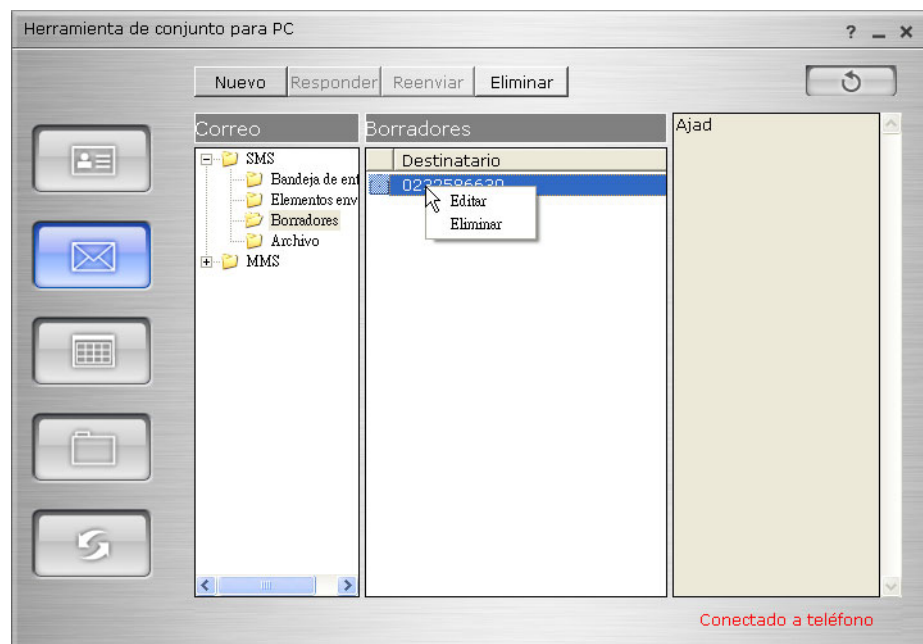 Herramienta de conjunto para PC
Nuevo Responder Reenviar Eliminar
Correo
Borradores
Ajad
SMS
Bandeja de ent
Elementos env
Borradores
Archivo
MMS
Destinatario
Editar
Eliminar
Conectado a teléfono